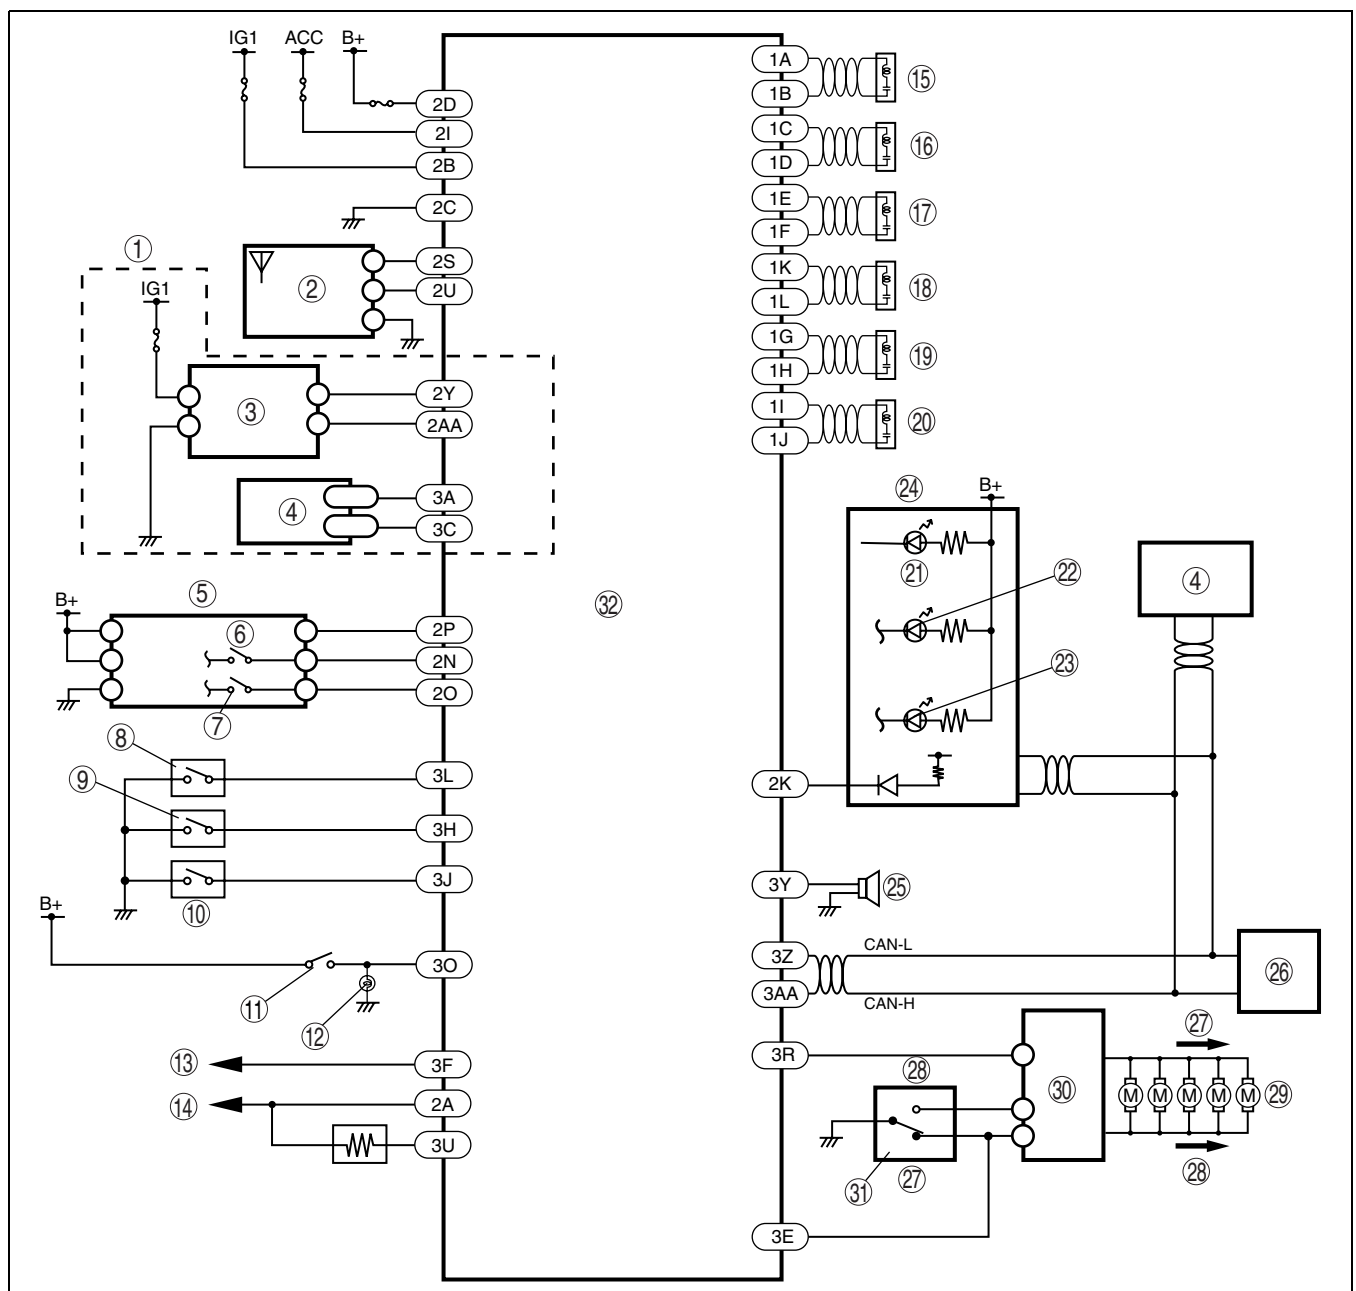 IG1 ACC B+
2D
2I
2B
2C
2S
2U
2Y
2AA
3A
3C
2P
2N
2O
3L
3H
3J
3O
3F
2A
3U
①
②
IG1
③
④
B+
⑤
⑥
⑦
⑧
⑨
⑩
B+
⑪
⑫
⑬
⑭
㉜
1A
1B
⑮
1C
1D
⑯
1E
1F
⑰
1K
1L
⑱
1G
1H
⑲
1I
1J
⑳
㉔ B+
㉑
㉒
㉓
④
2K
3Y
㉕
3Z CAN-L
3AA CAN-H
㉖
3R
㉗
㉘
㉚
M M M M M
㉙
㉛
㉗
㉘
3E